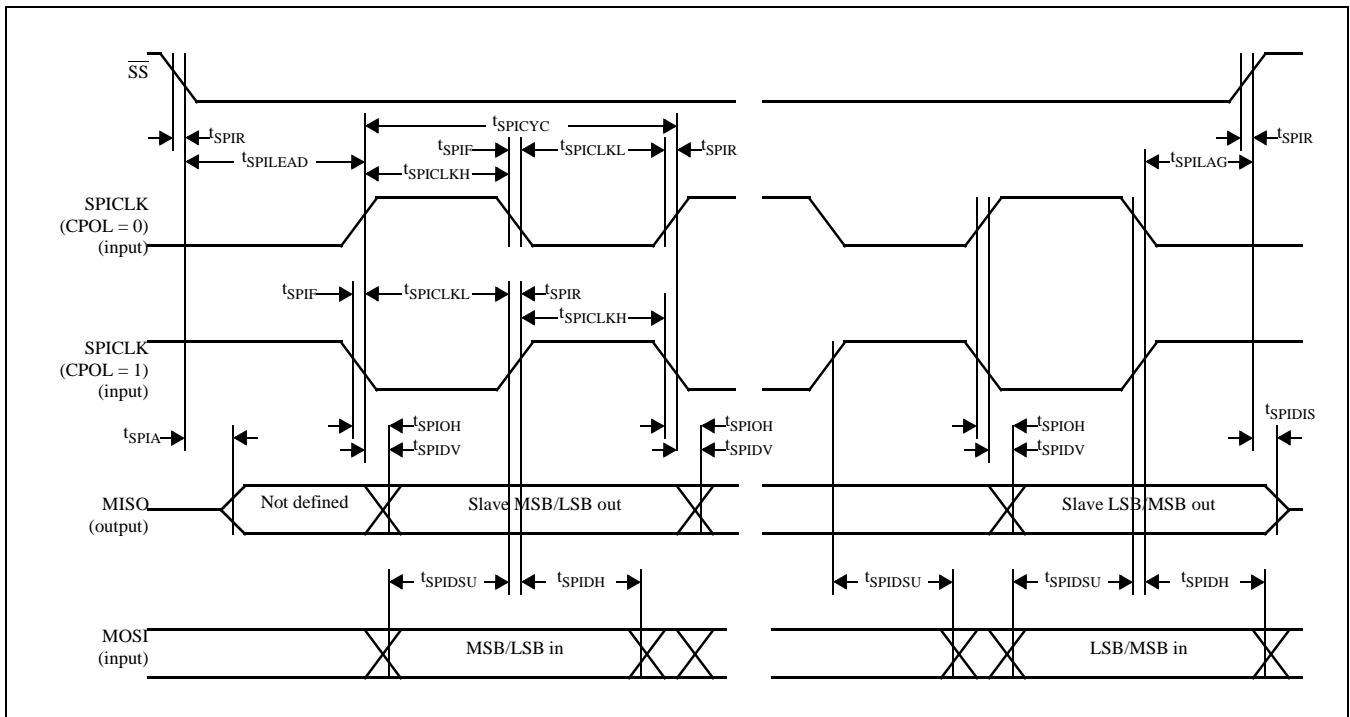 SS
tSPICYC
tSPIR
tSPIF
tSPICLKL
tSPIR
tSPIR
tSPILEAD
tSPICLKH
tSPILAG
SPICLK
(CPOL = 0)
(input)
tSPIF
tSPICLKL
tSPIR
tSPICLKH
SPICLK
(CPOL = 1)
(input)
tSPIA
tSPIOH
tSPIOH
tSPIOH
tSPIDIS
tSPIDV
tSPIDV
tSPIDV
MISO
(output)
Not defined
Slave MSB/LSB out
Slave LSB/MSB out
tSPIDSU
tSPIDH
tSPIDSU
tSPIDSU
tSPIDH
MOSI
(input)
MSB/LSB in
LSB/MSB in